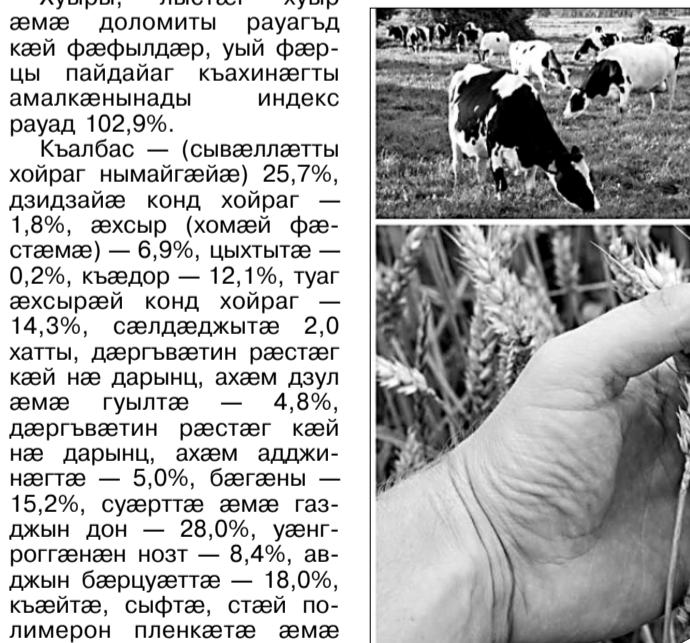 Хуыры, лыстæг хуыр
æмæ доломиты рауагъд
кæй фæфылдæр, уый фæр-
цы пайдайаг къахинæгты
амалкæнынады индекс
рауад 102,9%.
Къалбас — (сывæллæтты
хойраг нымайгæйæ) 25,7%,
дзидзайæ конд хойраг —
1,8%, æхсыр (хомæй фæ-
стæмæ) — 6,9%, цыхтытæ —
0,2%, къæдор — 12,1%, туаг
æхсырæй конд хойраг —
14,3%, сæлдæджытæ 2,0
хатты, дæргъвæтин рæстæг
кæй нæ дарынц, ахæм дзул
æмæ гуылтæ — 4,8%,
дæргъвæтин рæстæг кæй
нæ дарынц, ахæм адджи-
нæгтæ — 5,0%, бæгæны —
15,2%, суæрттæ æмæ газ-
джын дон — 28,0%, уæнг-
роггæнæн нозт — 8,4%, ав-
джын бæрцуæттæ — 18,0%,
къæйтæ, сыфтæ, стæй по-
лимерон пленкæтæ æмæ